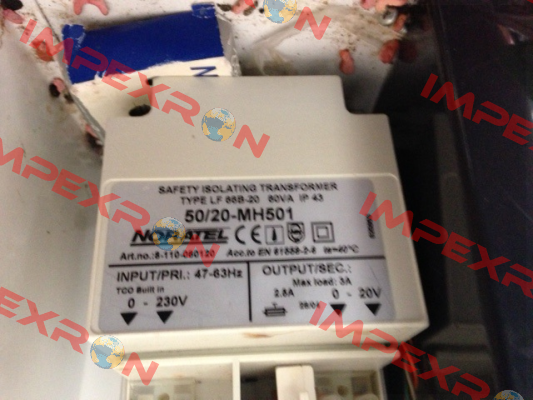 SAFETY ISOLATING TRANSFORMER
TYPE LF 66B-20 60VA IP 43
50/20-MH501
NORATEL CE
Art.no.:8-110-060120 Acc.to EN 61558-2-6 ta=40°C
INPUT/PRI.: 47-63Hz
TCO Built in
0 - 230V
OUTPUT/SEC.:
Max load: 3A
2.5A 0 - 20V
IMPEXRON
IMPEXRON
IMPEXRON
IMPEXRON
IMPEXRON